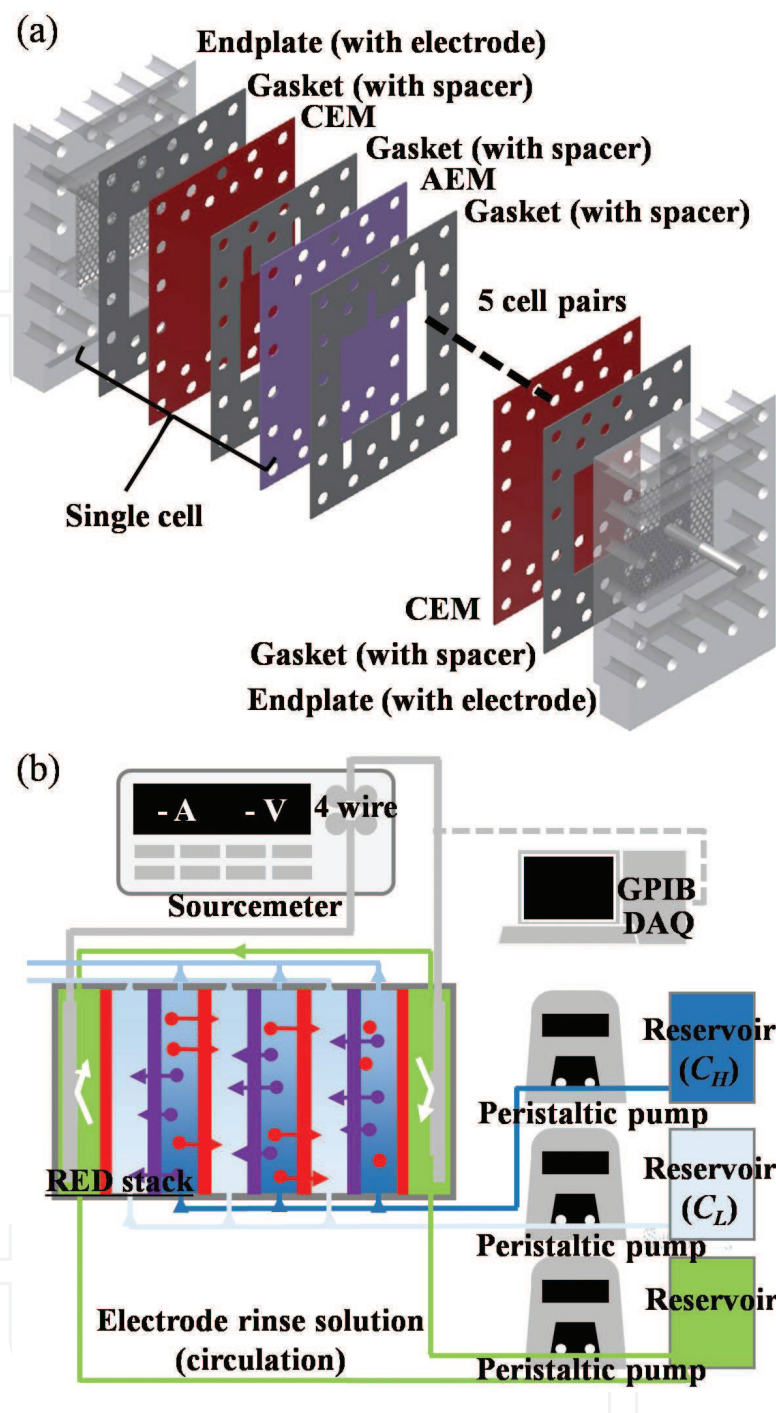 (a)
Endplate (with electrode)
Gasket (with spacer)
CEM
Gasket (with spacer)
AEM
Gasket (with spacer)
5 cell pairs
Single cell
CEM
Gasket (with spacer)
Endplate (with electrode)
(b)
- A - V
4 wire
Sourcemeter
GPIB
DAQ
Reservoir
(C_H)
Peristaltic pump
RED stack
Reservoir
(C_L)
Peristaltic pump
Electrode rinse solution
(circulation)
Reservoir
Peristaltic pump